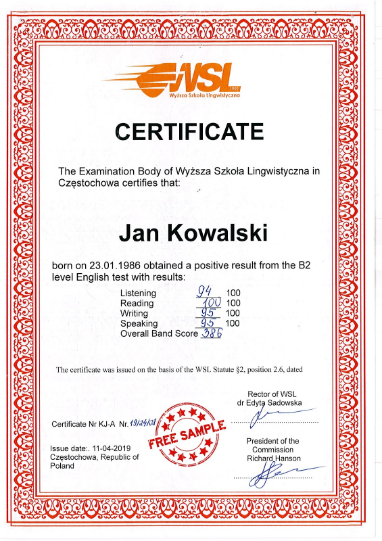 WSL
Wyższa Szkoła Lingwistyczna
CERTIFICATE
The Examination Body of Wyższa Szkoła Lingwistyczna in
Częstochowa certifies that:
Jan Kowalski
born on 23.01.1986 obtained a positive result from the B2
level English test with results:
Listening 94 100
Reading 100 100
Writing 95 100
Speaking 95 100
Overall Band Score 386
The certificate was issued on the basis of the WSL Statute §2, position 2.6, dated
Rector of WSL
dr Edyta Sadowska
Certificate Nr KJ-A Nr.
FREE SAMPLE
Issue date:. 11-04-2019
Częstochowa, Republic of
Poland
President of the
Commission
Richard Hanson